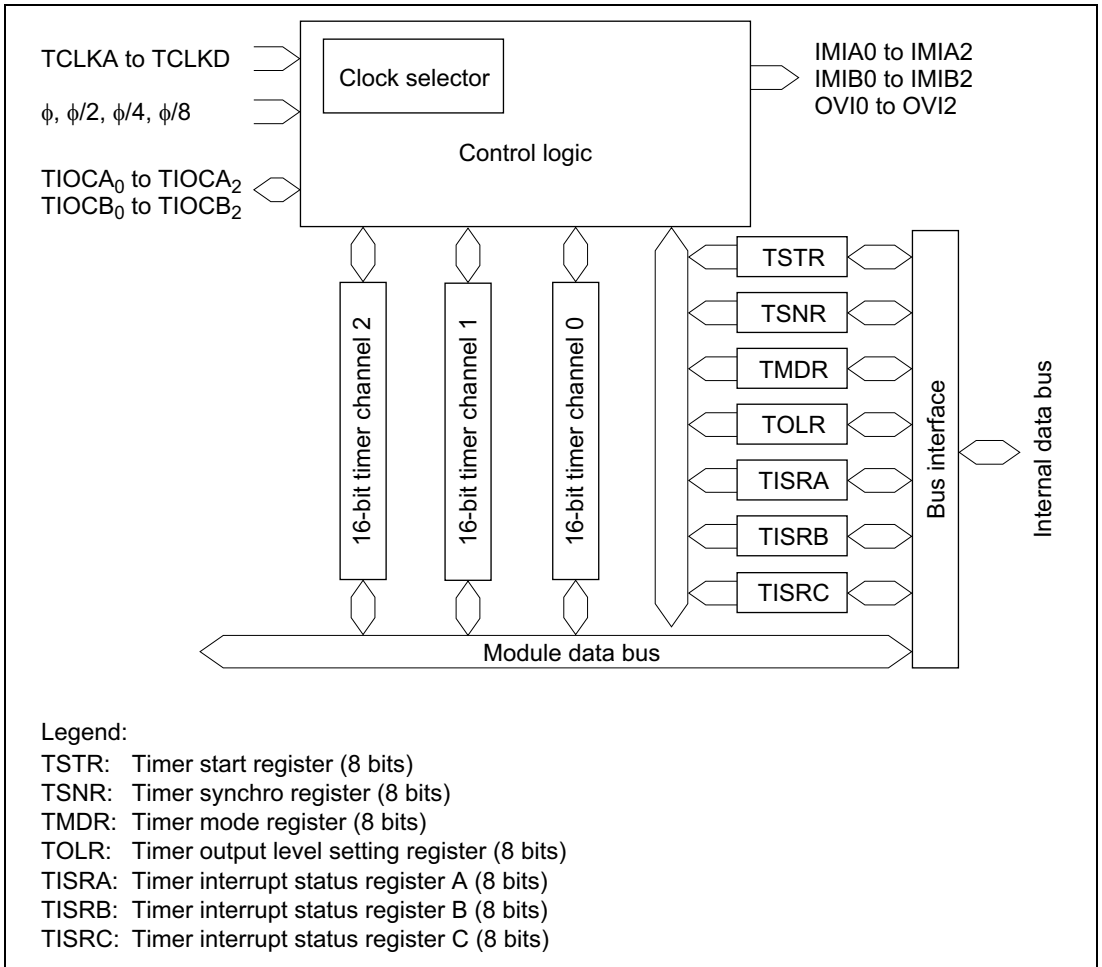 TCLKA to TCLKD
ϕ, ϕ/2, ϕ/4, ϕ/8
TIOCA0 to TIOCA2
TIOCB0 to TIOCB2
Clock selector
Control logic
IMIA0 to IMIA2
IMIB0 to IMIB2
OVI0 to OVI2
16-bit timer channel 2
16-bit timer channel 1
16-bit timer channel 0
TSTR
TSNR
TMDR
TOLR
TISRA
TISRB
TISRC
Bus interface
Internal data bus
Module data bus
Legend:
TSTR: Timer start register (8 bits)
TSNR: Timer synchro register (8 bits)
TMDR: Timer mode register (8 bits)
TOLR: Timer output level setting register (8 bits)
TISRA: Timer interrupt status register A (8 bits)
TISRB: Timer interrupt status register B (8 bits)
TISRC: Timer interrupt status register C (8 bits)